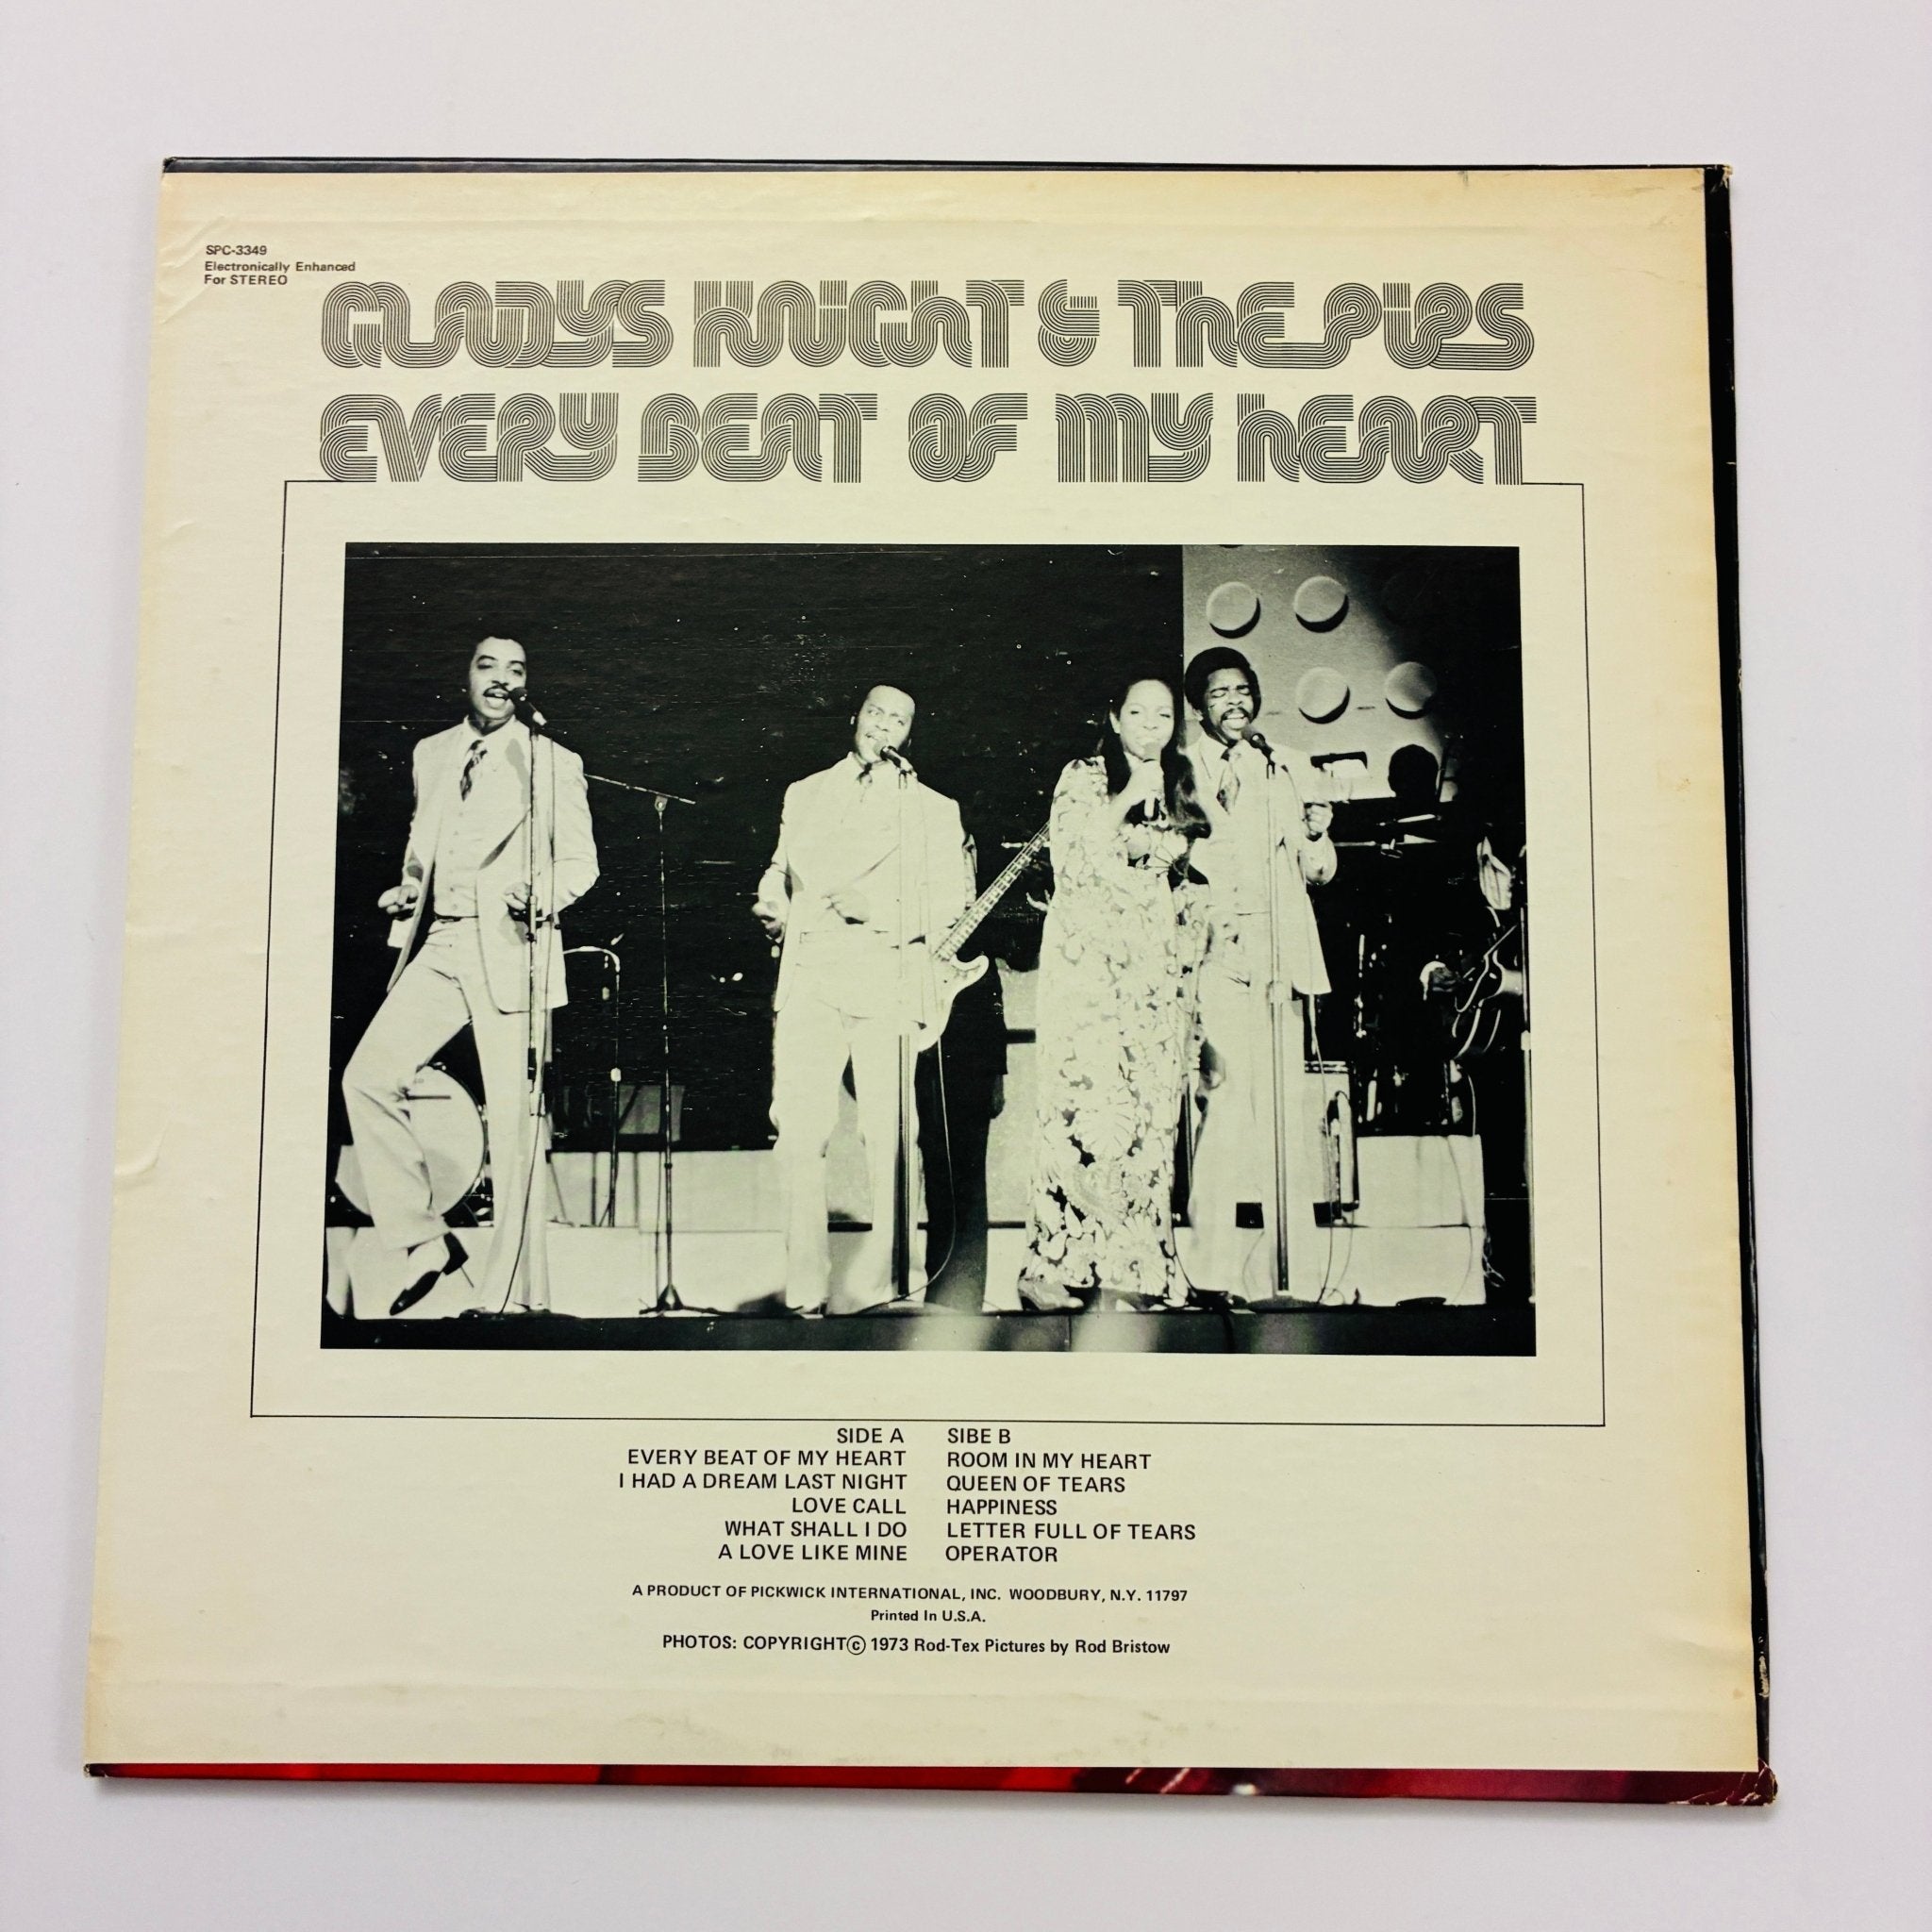 SPC-3349
Electronically Enhanced
For STEREO
GLADYS KNIGHT & THE PIPS
EVERY BEAT OF MY HEART
SIDE A
EVERY BEAT OF MY HEART
I HAD A DREAM LAST NIGHT
LOVE CALL
WHAT SHALL I DO
A LOVE LIKE MINE
SIBE B
ROOM IN MY HEART
QUEEN OF TEARS
HAPPINESS
LETTER FULL OF TEARS
OPERATOR
A PRODUCT OF PICKWICK INTERNATIONAL, INC. WOODBURY, N.Y. 11797
Printed In U.S.A.
PHOTOS: COPYRIGHT© 1973 Rod-Tex Pictures by Rod Bristow